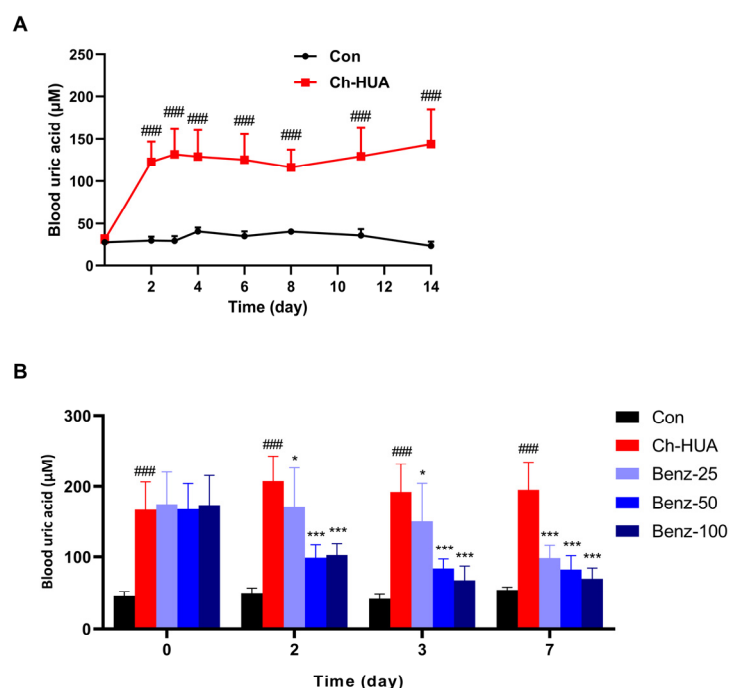 A
250
200
150
100
50
0
Blood uric acid (μM)
Con
Ch-HUA
###
###
###
###
###
###
###
2 4 6 8 10 12 14
Time (day)
B
300
200
100
0
Blood uric acid (μM)
###
### * *** ***
### * *** ***
### *** *** ***
0 2 3 7
Time (day)
Con
Ch-HUA
Benz-25
Benz-50
Benz-100